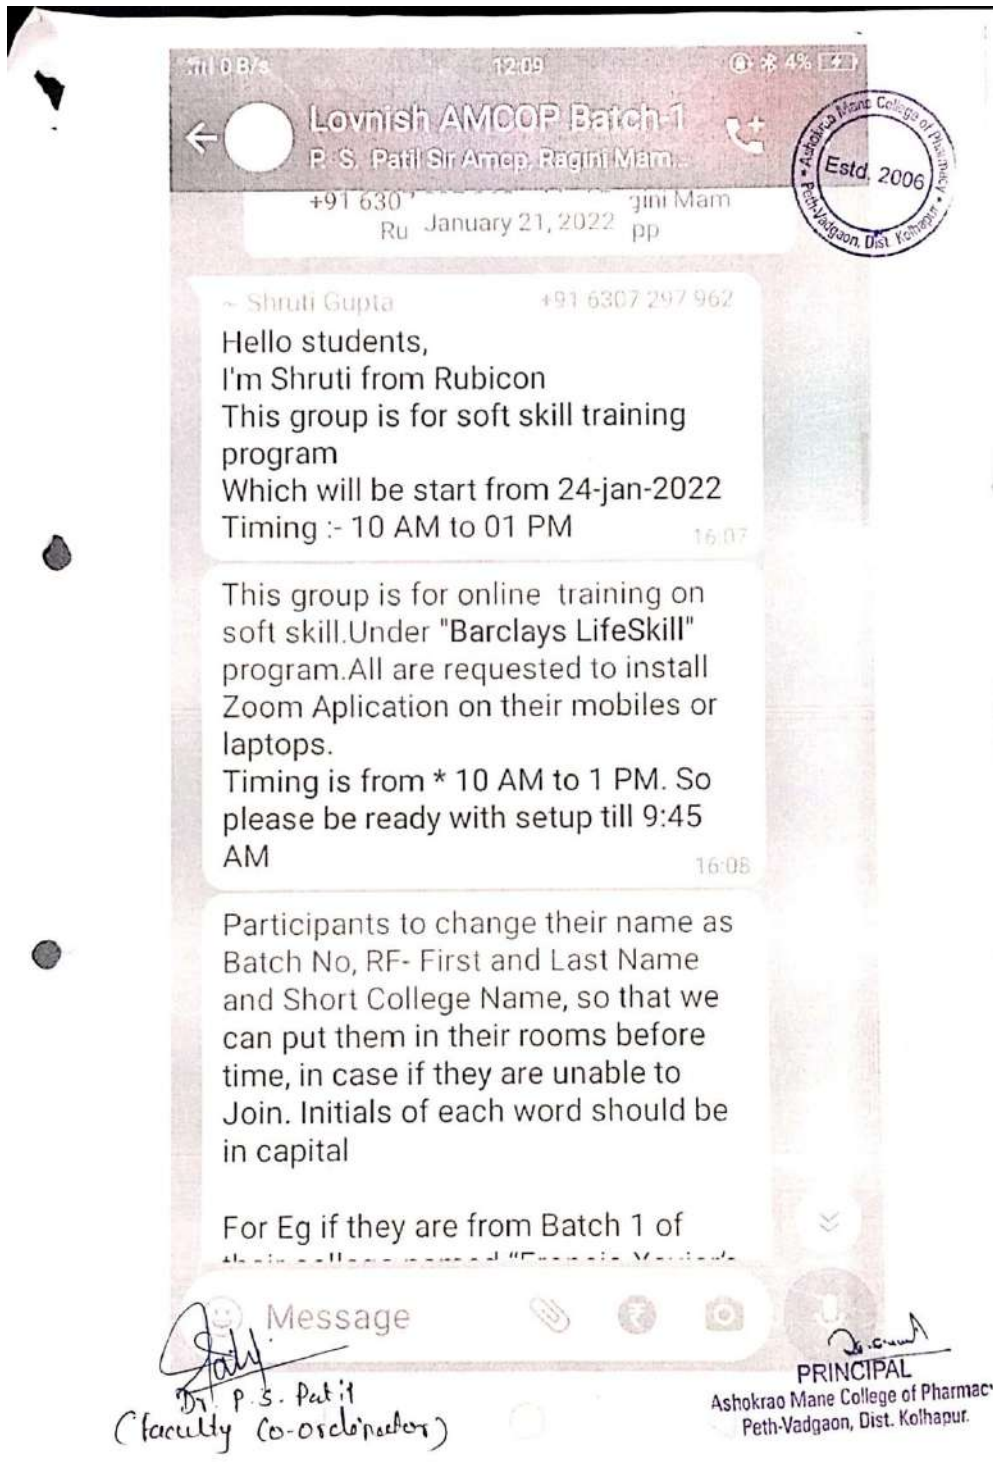 0 B/s 12:09 4%
Lovnish AMCOP Batch-1
P. S. Patil Sir Amcp, Ragini Mam...
+91 630 gini Mam
Ru January 21, 2022 pp
Ashokrao Mane College of Pharmacy
Estd. 2006
Peth-Vadgaon, Dist. Kolhapur
~ Shruti Gupta +91 6307 297 962
Hello students,
I'm Shruti from Rubicon
This group is for soft skill training
program
Which will be start from 24-jan-2022
Timing :- 10 AM to 01 PM 16:07
This group is for online training on
soft skill.Under "Barclays LifeSkill"
program.All are requested to install
Zoom Aplication on their mobiles or
laptops.
Timing is from * 10 AM to 1 PM. So
please be ready with setup till 9:45
AM 16:08
Participants to change their name as
Batch No, RF- First and Last Name
and Short College Name, so that we
can put them in their rooms before
time, in case if they are unable to
Join. Initials of each word should be
in capital
For Eg if they are from Batch 1 of
Message
Dr. P. S. Patil
(faculty Co-ordinator)
PRINCIPAL
Ashokrao Mane College of Pharmac
Peth-Vadgaon, Dist. Kolhapur.